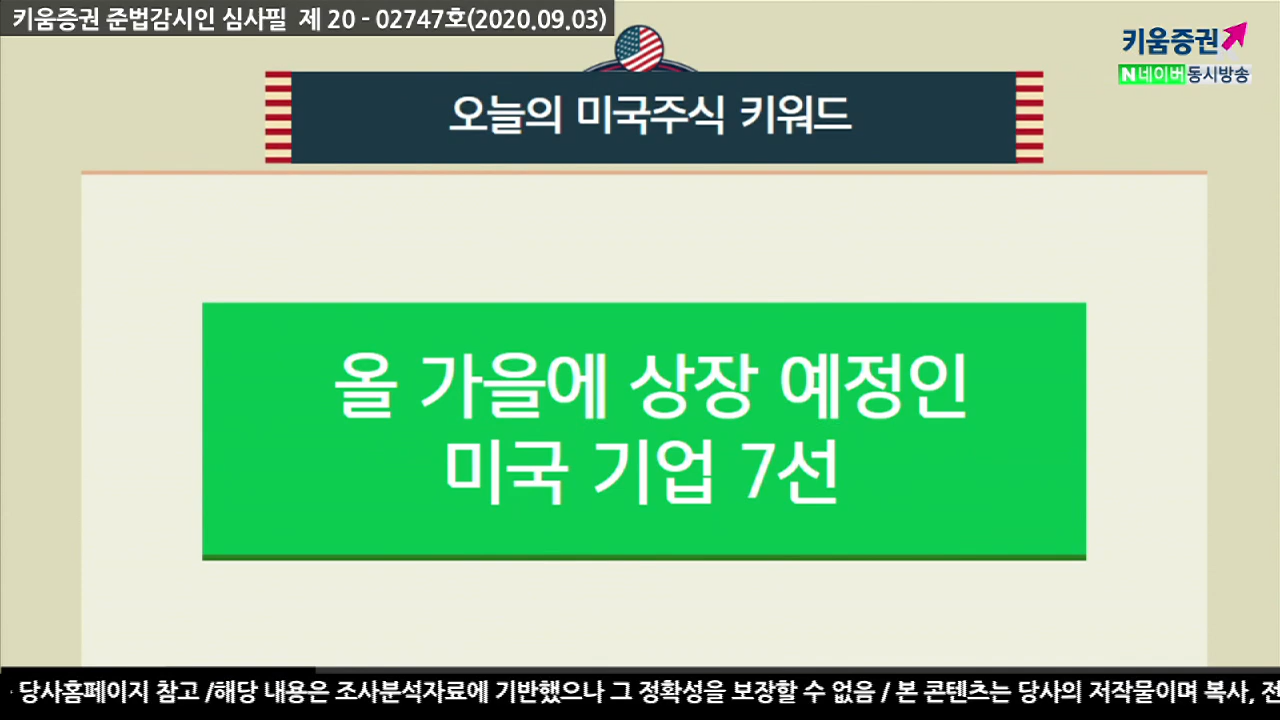 키움증권 준법감시인 심사필 제 20 - 02747호(2020.09.03)
키움증권
N네이버 동시방송
오늘의 미국주식 키워드
올 가을에 상장 예정인
미국 기업 7선
당사홈페이지 참고 /해당 내용은 조사분석자료에 기반했으나 그 정확성을 보장할 수 없음 / 본 콘텐츠는 당사의 저작물이며 복사, 전